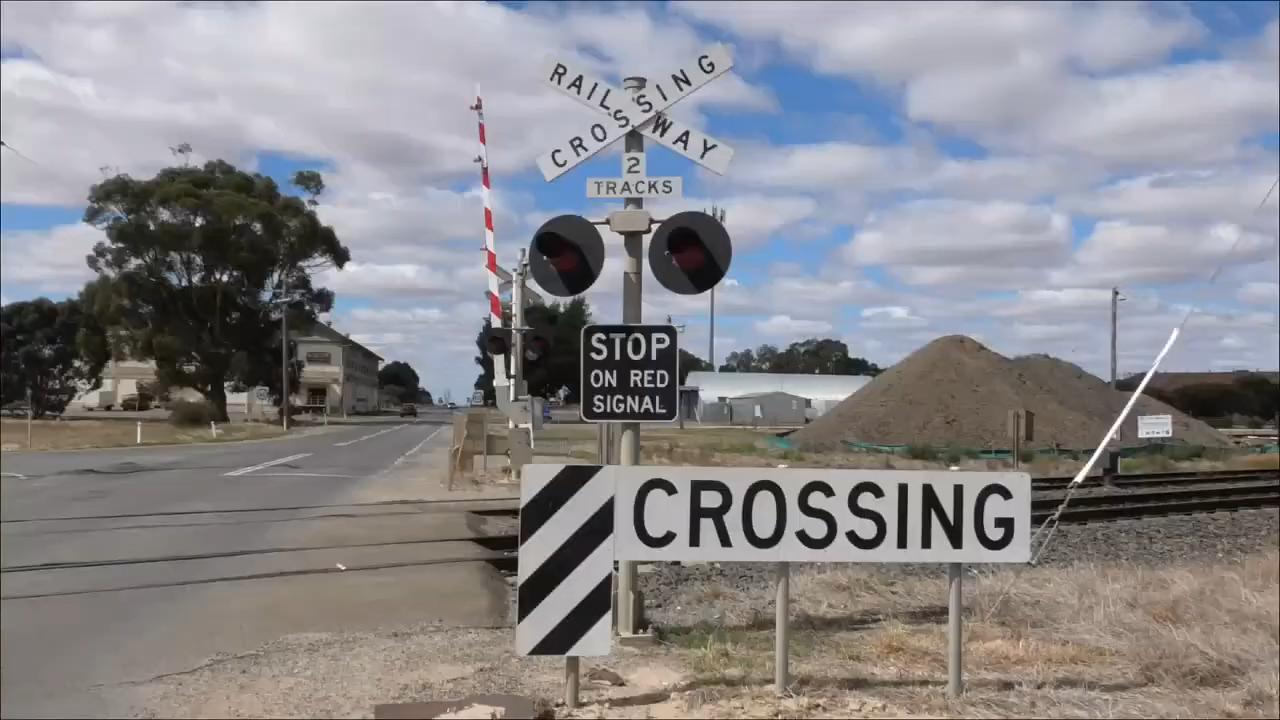 RAILWAY
CROSSING
2
TRACKS
STOP
ON RED
SIGNAL
CROSSING